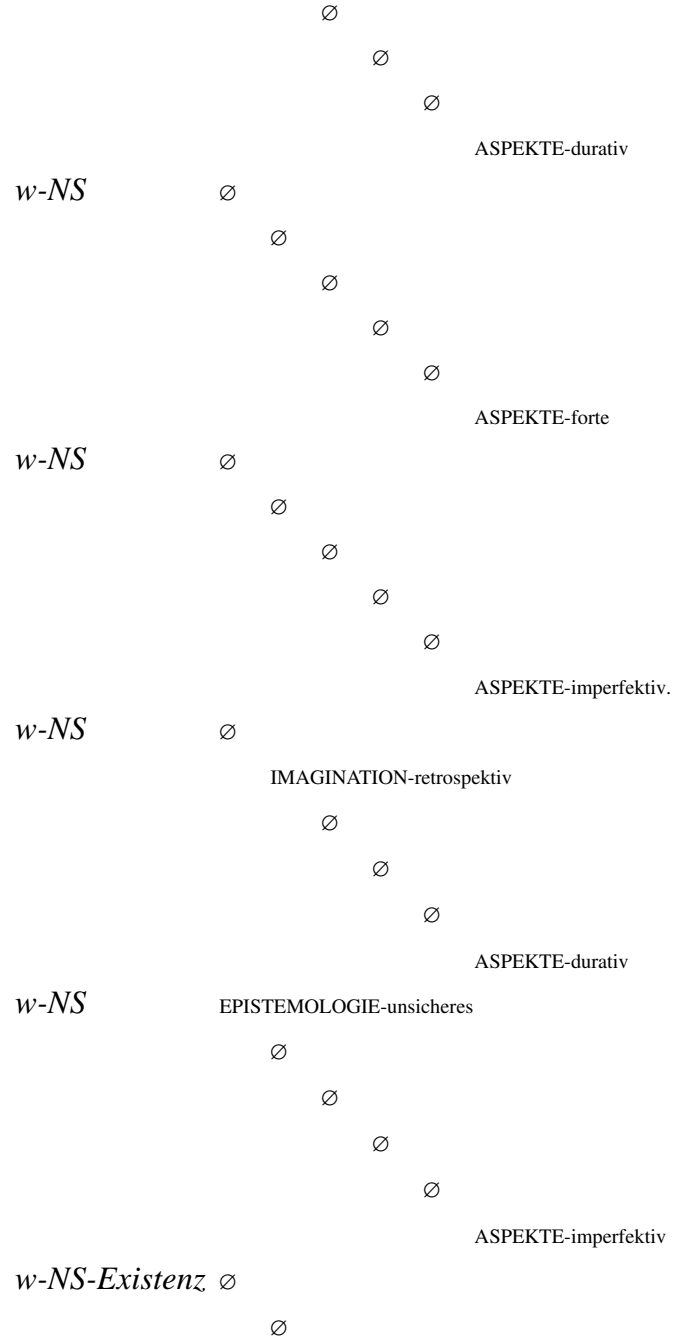 ∅
∅
∅
ASPEKTE-durativ
w-NS ∅
∅
∅
∅
∅
ASPEKTE-forte
w-NS ∅
∅
∅
∅
∅
ASPEKTE-imperfektiv.
w-NS ∅
IMAGINATION-retrospektiv
∅
∅
∅
ASPEKTE-durativ
w-NS EPISTEMOLOGIE-unsicheres
∅
∅
∅
∅
ASPEKTE-imperfektiv
w-NS-Existenz ∅
∅